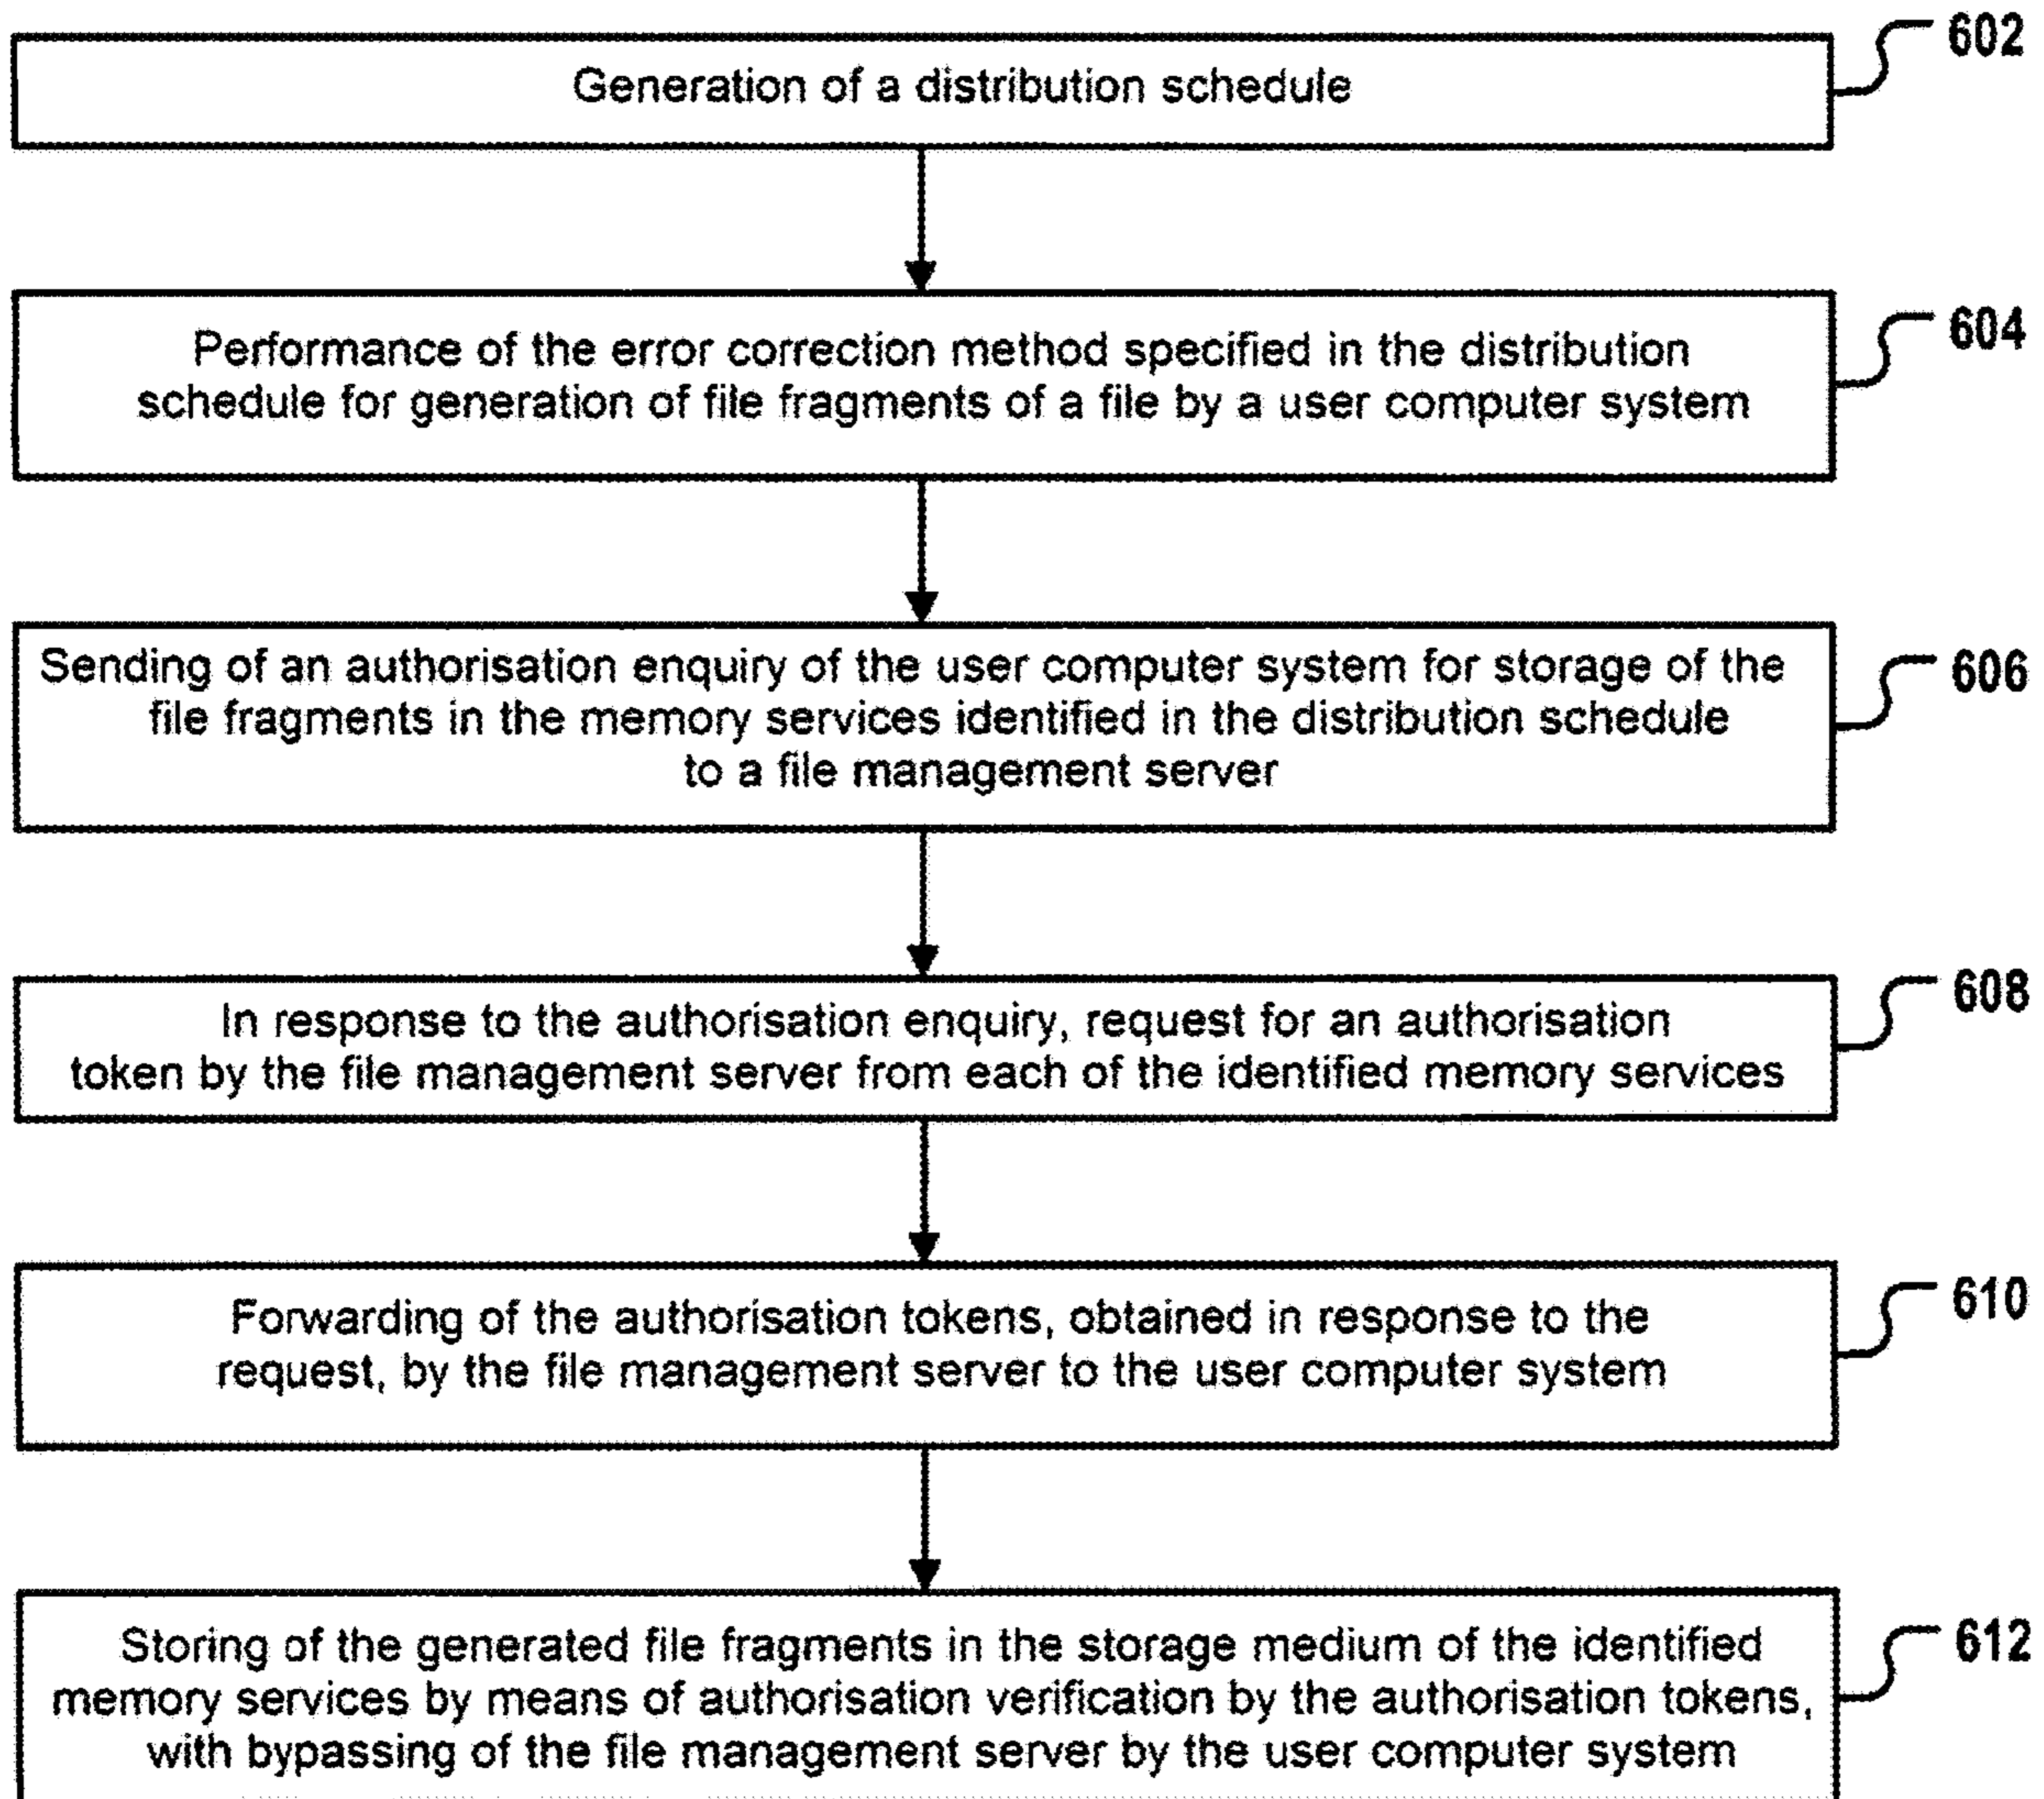 602
Generation of a distribution schedule
604
Performance of the error correction method specified in the distribution
schedule for generation of file fragments of a file by a user computer system
606
Sending of an authorisation enquiry of the user computer system for storage of the
file fragments in the memory services identified in the distribution schedule
to a file management server
608
In response to the authorisation enquiry, request for an authorisation
token by the file management server from each of the identified memory services
610
Forwarding of the authorisation tokens, obtained in response to the
request, by the file management server to the user computer system
612
Storing of the generated file fragments in the storage medium of the identified
memory services by means of authorisation verification by the authorisation tokens,
with bypassing of the file management server by the user computer system